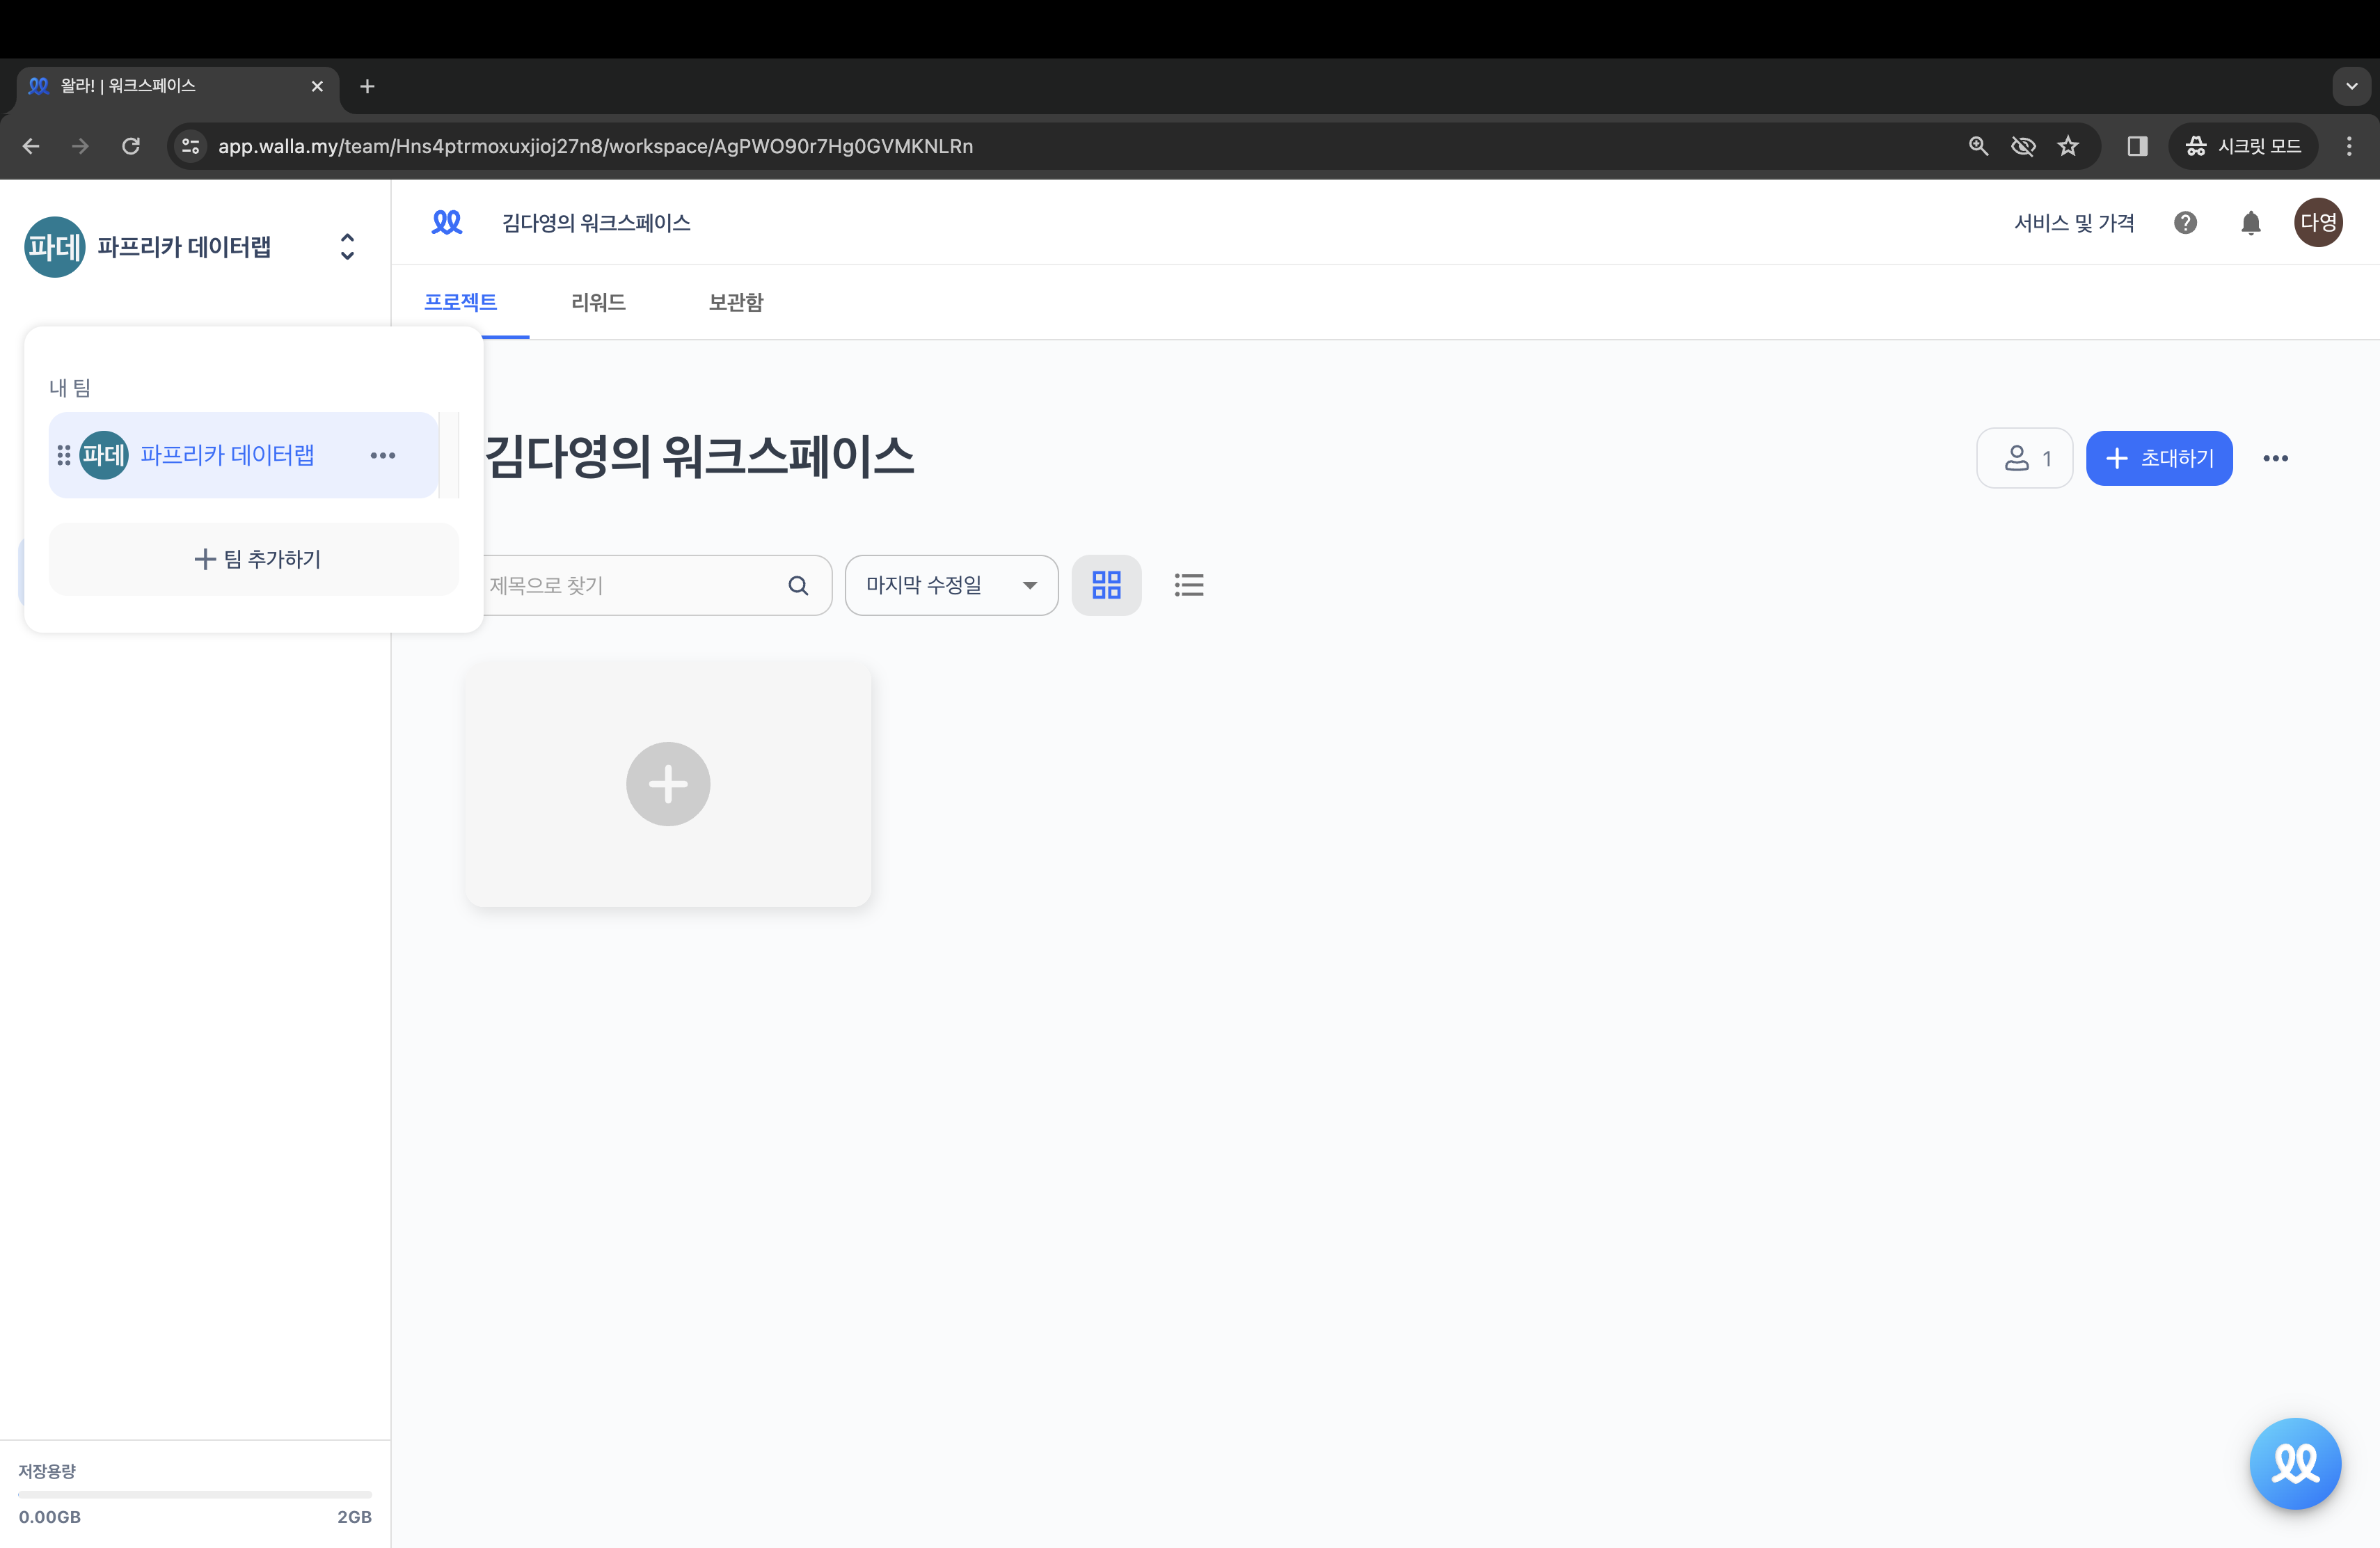 왈라! | 워크스페이스
app.walla.my/team/Hns4ptrmoxuxjioj27n8/workspace/AgPWO90r7Hg0GVMKNLRn
시크릿 모드
파데 파프리카 데이터랩
김다영의 워크스페이스
서비스 및 가격
다영
프로젝트 리워드 보관함
내 팀
파데 파프리카 데이터랩
팀 추가하기
김다영의 워크스페이스
1
초대하기
제목으로 찾기
마지막 수정일
저장용량
0.00GB 2GB